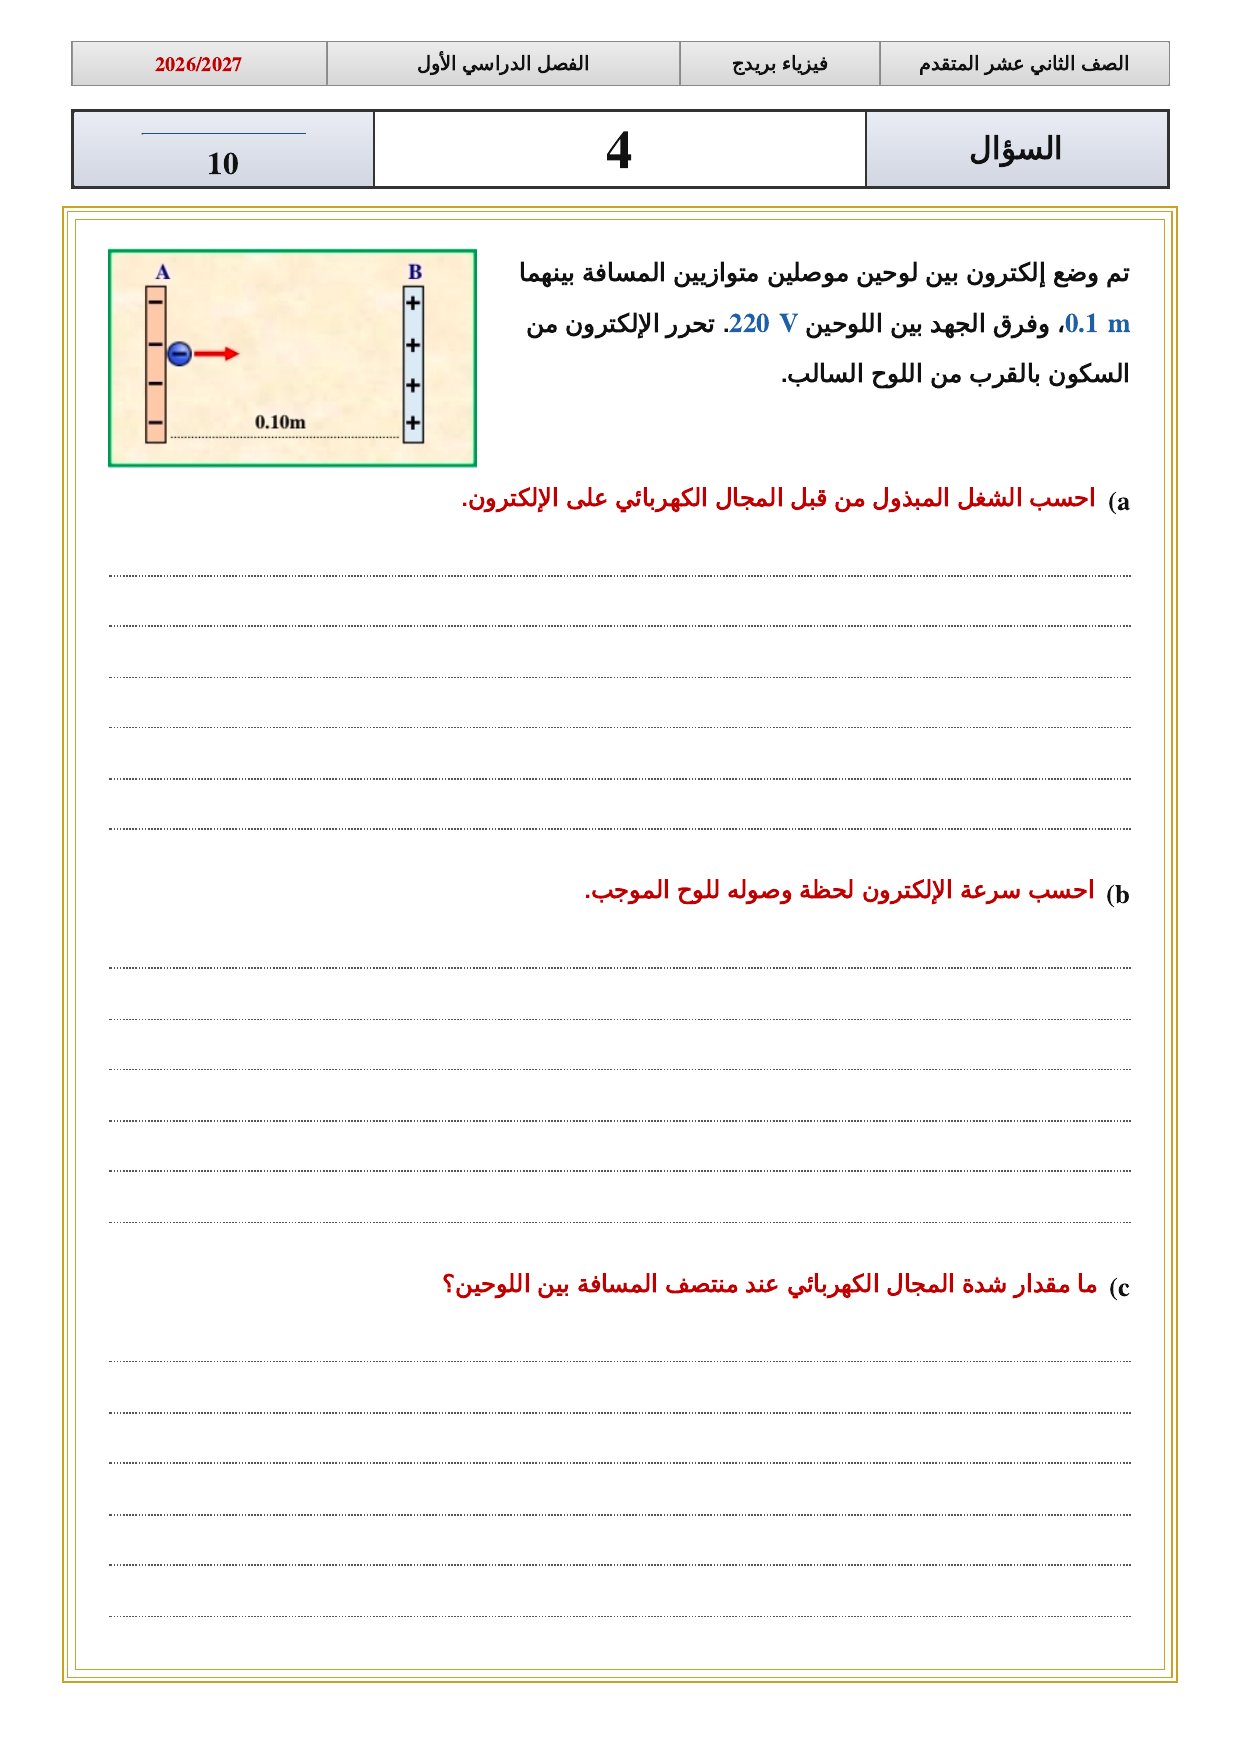 الصف الثاني عشر المتقدم فيزياء بريدج الفصل الدراسي الأول 2026/2027
السؤال 4 10
تم وضع إلكترون بين لوحين موصلين متوازيين المسافة بينهما
0.1 m، وفرق الجهد بين اللوحين 220 V. تحرر الإلكترون من
السكون بالقرب من اللوح السالب.
A B
0.10m
a) احسب الشغل المبذول من قبل المجال الكهربائي على الإلكترون.
b) احسب سرعة الإلكترون لحظة وصوله للوح الموجب.
c) ما مقدار شدة المجال الكهربائي عند منتصف المسافة بين اللوحين؟